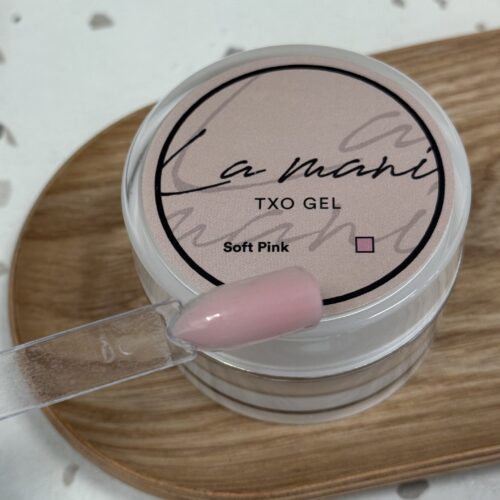 La mani
TXO GEL
Soft Pink